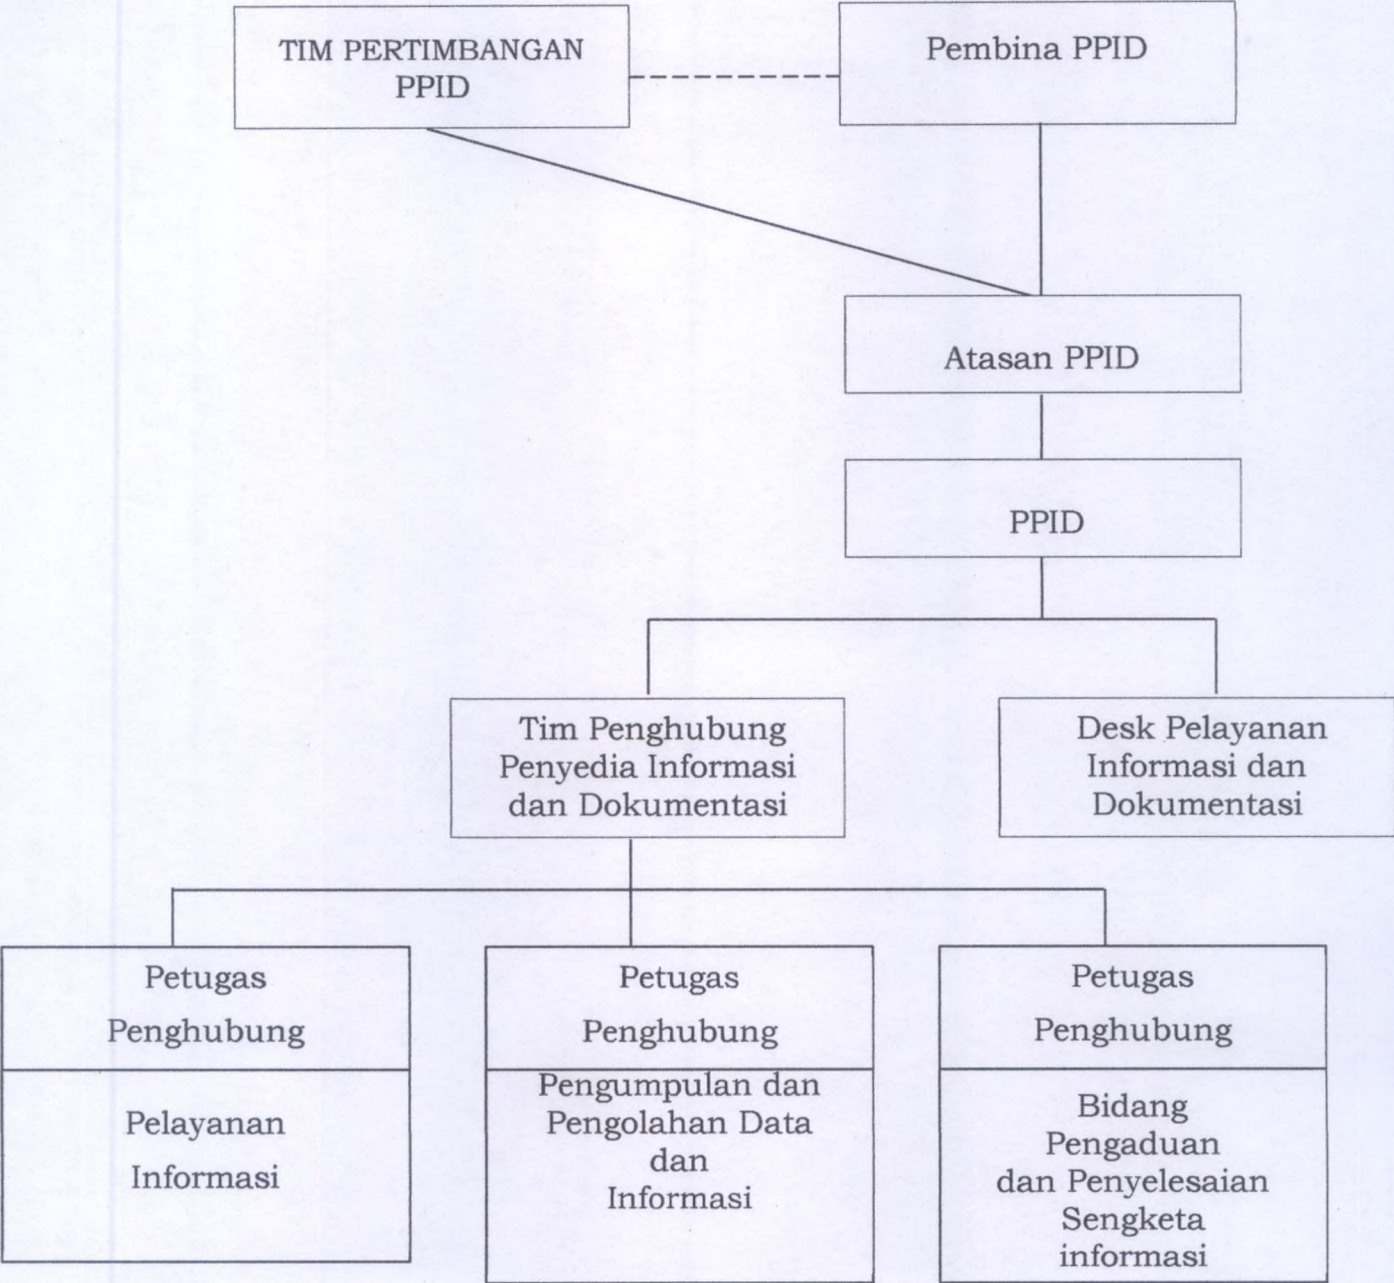 TIM PERTIMBANGAN
PPID
Pembina PPID
Atasan PPID
PPID
Tim Penghubung
Penyedia Informasi
dan Dokumentasi
Desk Pelayanan
Informasi dan
Dokumentasi
Petugas
Penghubung
Pelayanan
Informasi
Petugas
Penghubung
Pengumpulan dan
Pengolahan Data
dan
Informasi
Petugas
Penghubung
Bidang
Pengaduan
dan Penyelesaian
Sengketa
informasi